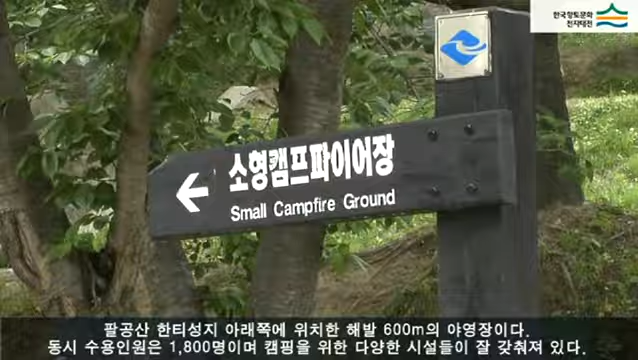 한국향토문화
전자대전
소형캠프파이어장
Small Campfire Ground
팔공산 한티성지 아래쪽에 위치한 해발 600m의 야영장이다.
동시 수용인원은 1,800명이며 캠핑을 위한 다양한 시설들이 잘 갖춰져 있다.